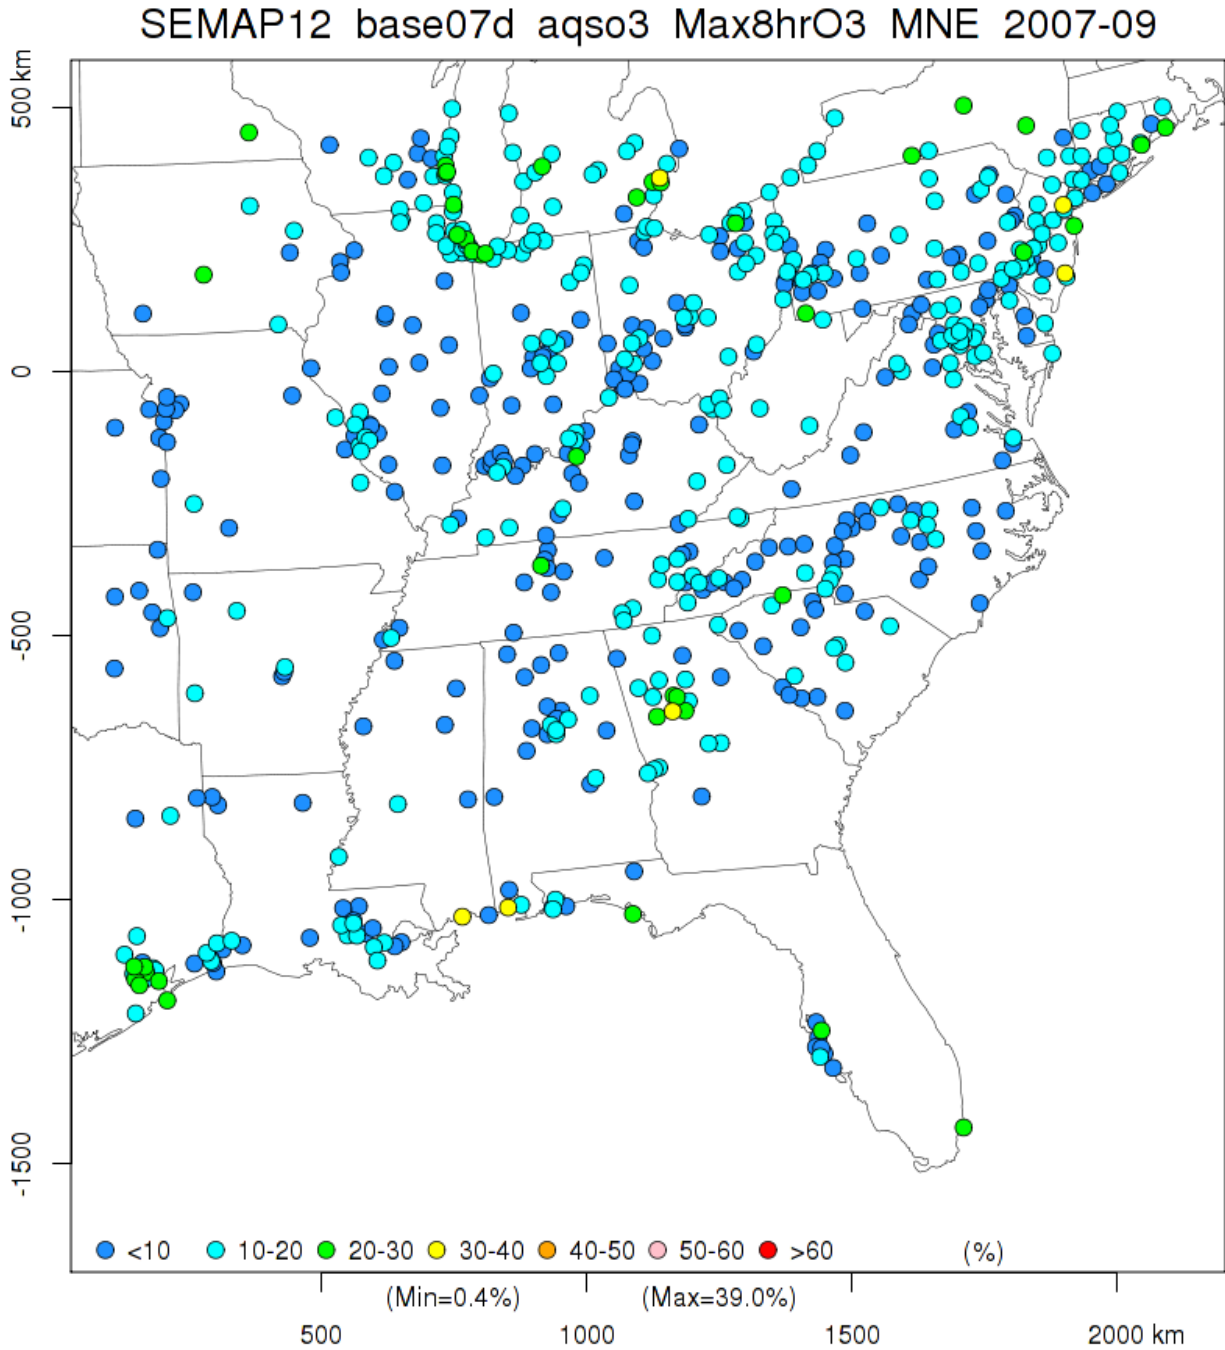 SEMAP12 base07d aqso3 Max8hrO3 MNE 2007-09
500 km
0
-500
-1000
-1500
<10 10-20 20-30 30-40 40-50 50-60 >60 (%)
(Min=0.4%) (Max=39.0%)
500 1000 1500 2000 km